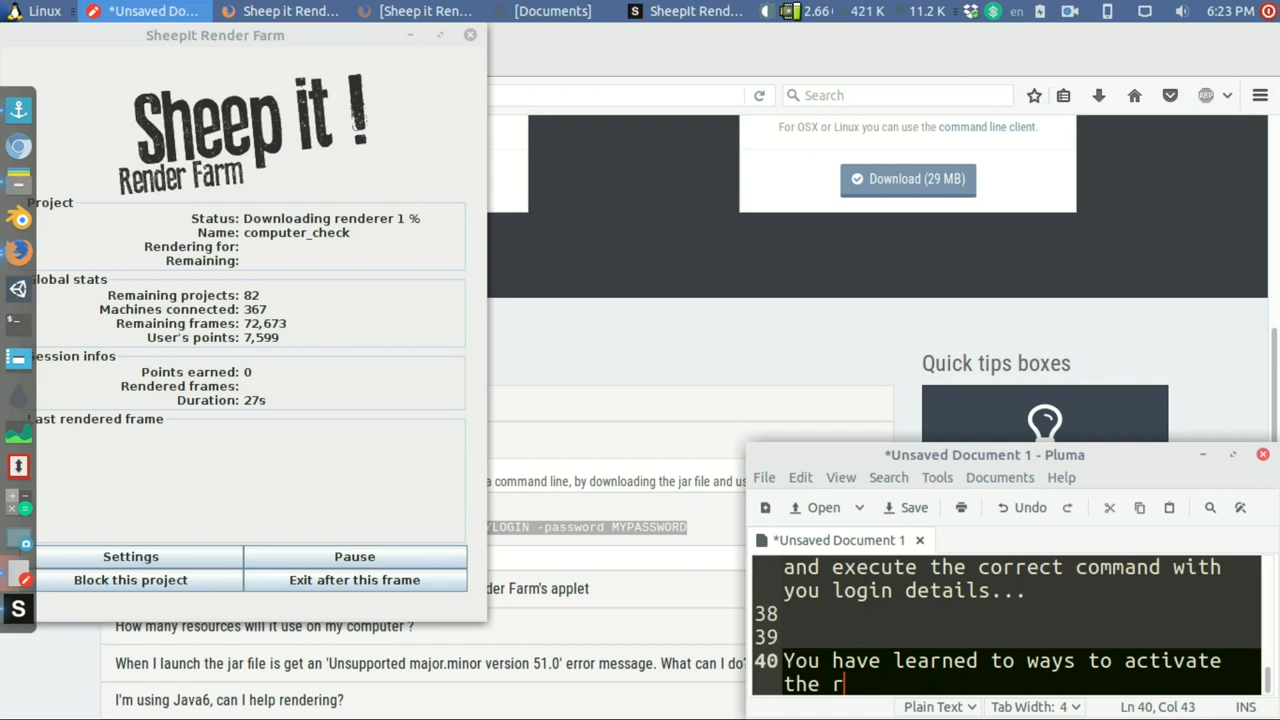 Linux
*Unsaved Do...
Sheep it Rend...
[Sheep it Ren...
[Documents]
S
SheepIt Rend...
2.66
421 K
11.2 K
en
6:23 PM
SheepIt Render Farm
Sheep it !
Render Farm
Project
Status: Downloading renderer 1 %
Name: computer_check
Rendering for:
Remaining:
Global stats
Remaining projects: 82
Machines connected: 367
Remaining frames: 72,673
User's points: 7,599
Session infos
Points earned: 0
Rendered frames:
Duration: 27s
Last rendered frame
Settings
Pause
Block this project
Exit after this frame
S
Search
ABP
For OSX or Linux you can use the command line client.
Download (29 MB)
Quick tips boxes
a command line, by downloading the jar file and us
YLOGIN -password MYPASSWORD
der Farm's applet
How many resources will it use on my computer ?
When I launch the jar file is get an 'Unsupported major.minor version 51.0' error message. What can I do?
I'm using Java6, can I help rendering?
*Unsaved Document 1 - Pluma
File Edit View Search Tools Documents Help
Open Save Undo
*Unsaved Document 1
and execute the correct command with
you login details...
38
39
40 You have learned to ways to activate
the r
Plain Text Tab Width: 4 Ln 40, Col 43 INS